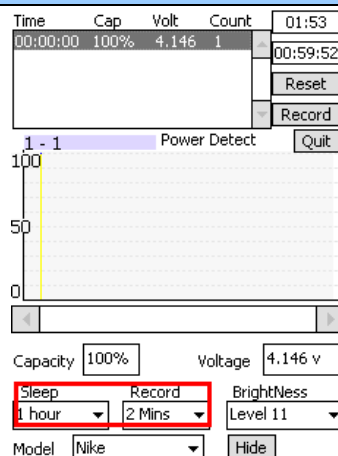 Time Cap Volt Count 01:53
00:00:00 100% 4.146 1
00:59:52
Reset
Record
1 - 1 Power Detect Quit
100
50
0
Capacity 100% Voltage 4.146 v
Sleep Record BrightNess
1 hour 2 Mins Level 11
Model Nike Hide